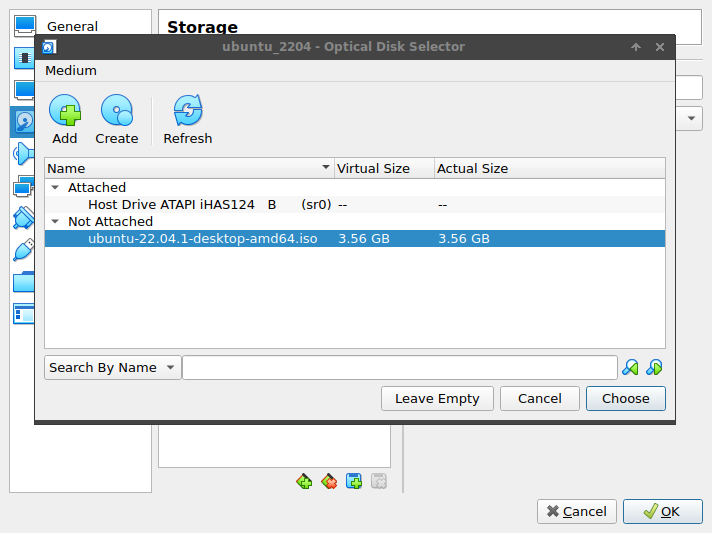 General
Storage
ubuntu_2204 - Optical Disk Selector
Medium
Add Create Refresh
Name Virtual Size Actual Size
Attached
Host Drive ATAPI iHAS124 B (sr0) -- --
Not Attached
ubuntu-22.04.1-desktop-amd64.iso 3.56 GB 3.56 GB
Search By Name
Leave Empty Cancel Choose
Cancel OK